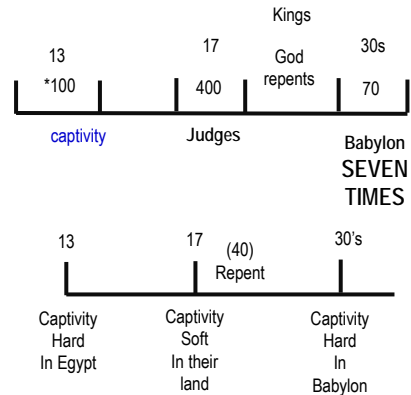 Kings
13
17
God
repents
30s
*100
400
70
captivity
Judges
Babylon
SEVEN
TIMES
13
17
(40)
Repent
30's
Captivity
Hard
In Egypt
Captivity
Soft
In their
land
Captivity
Hard
In
Babylon